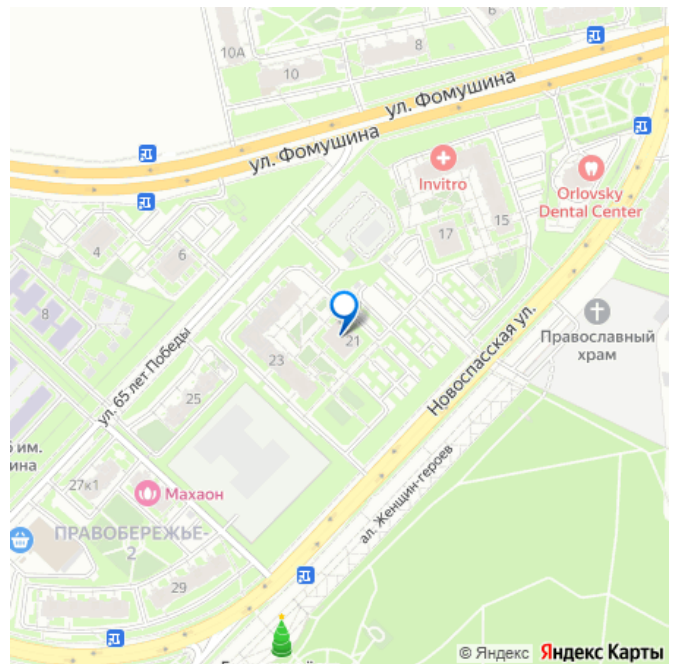 6
10А
8
10
ул. Фомушина
ул. Фомушина
Invitro
Orlovsky
Dental Center
15
17
4
6
8
21
23
Православный
храм
Новоспасская ул.
ул. 65 лет Победы
25
им.
ина
27к1
Махаон
ал. Женщин-героев
ПРАВОБЕРЕЖЬЕ-
2
29
© Яндекс Яндекс Карты